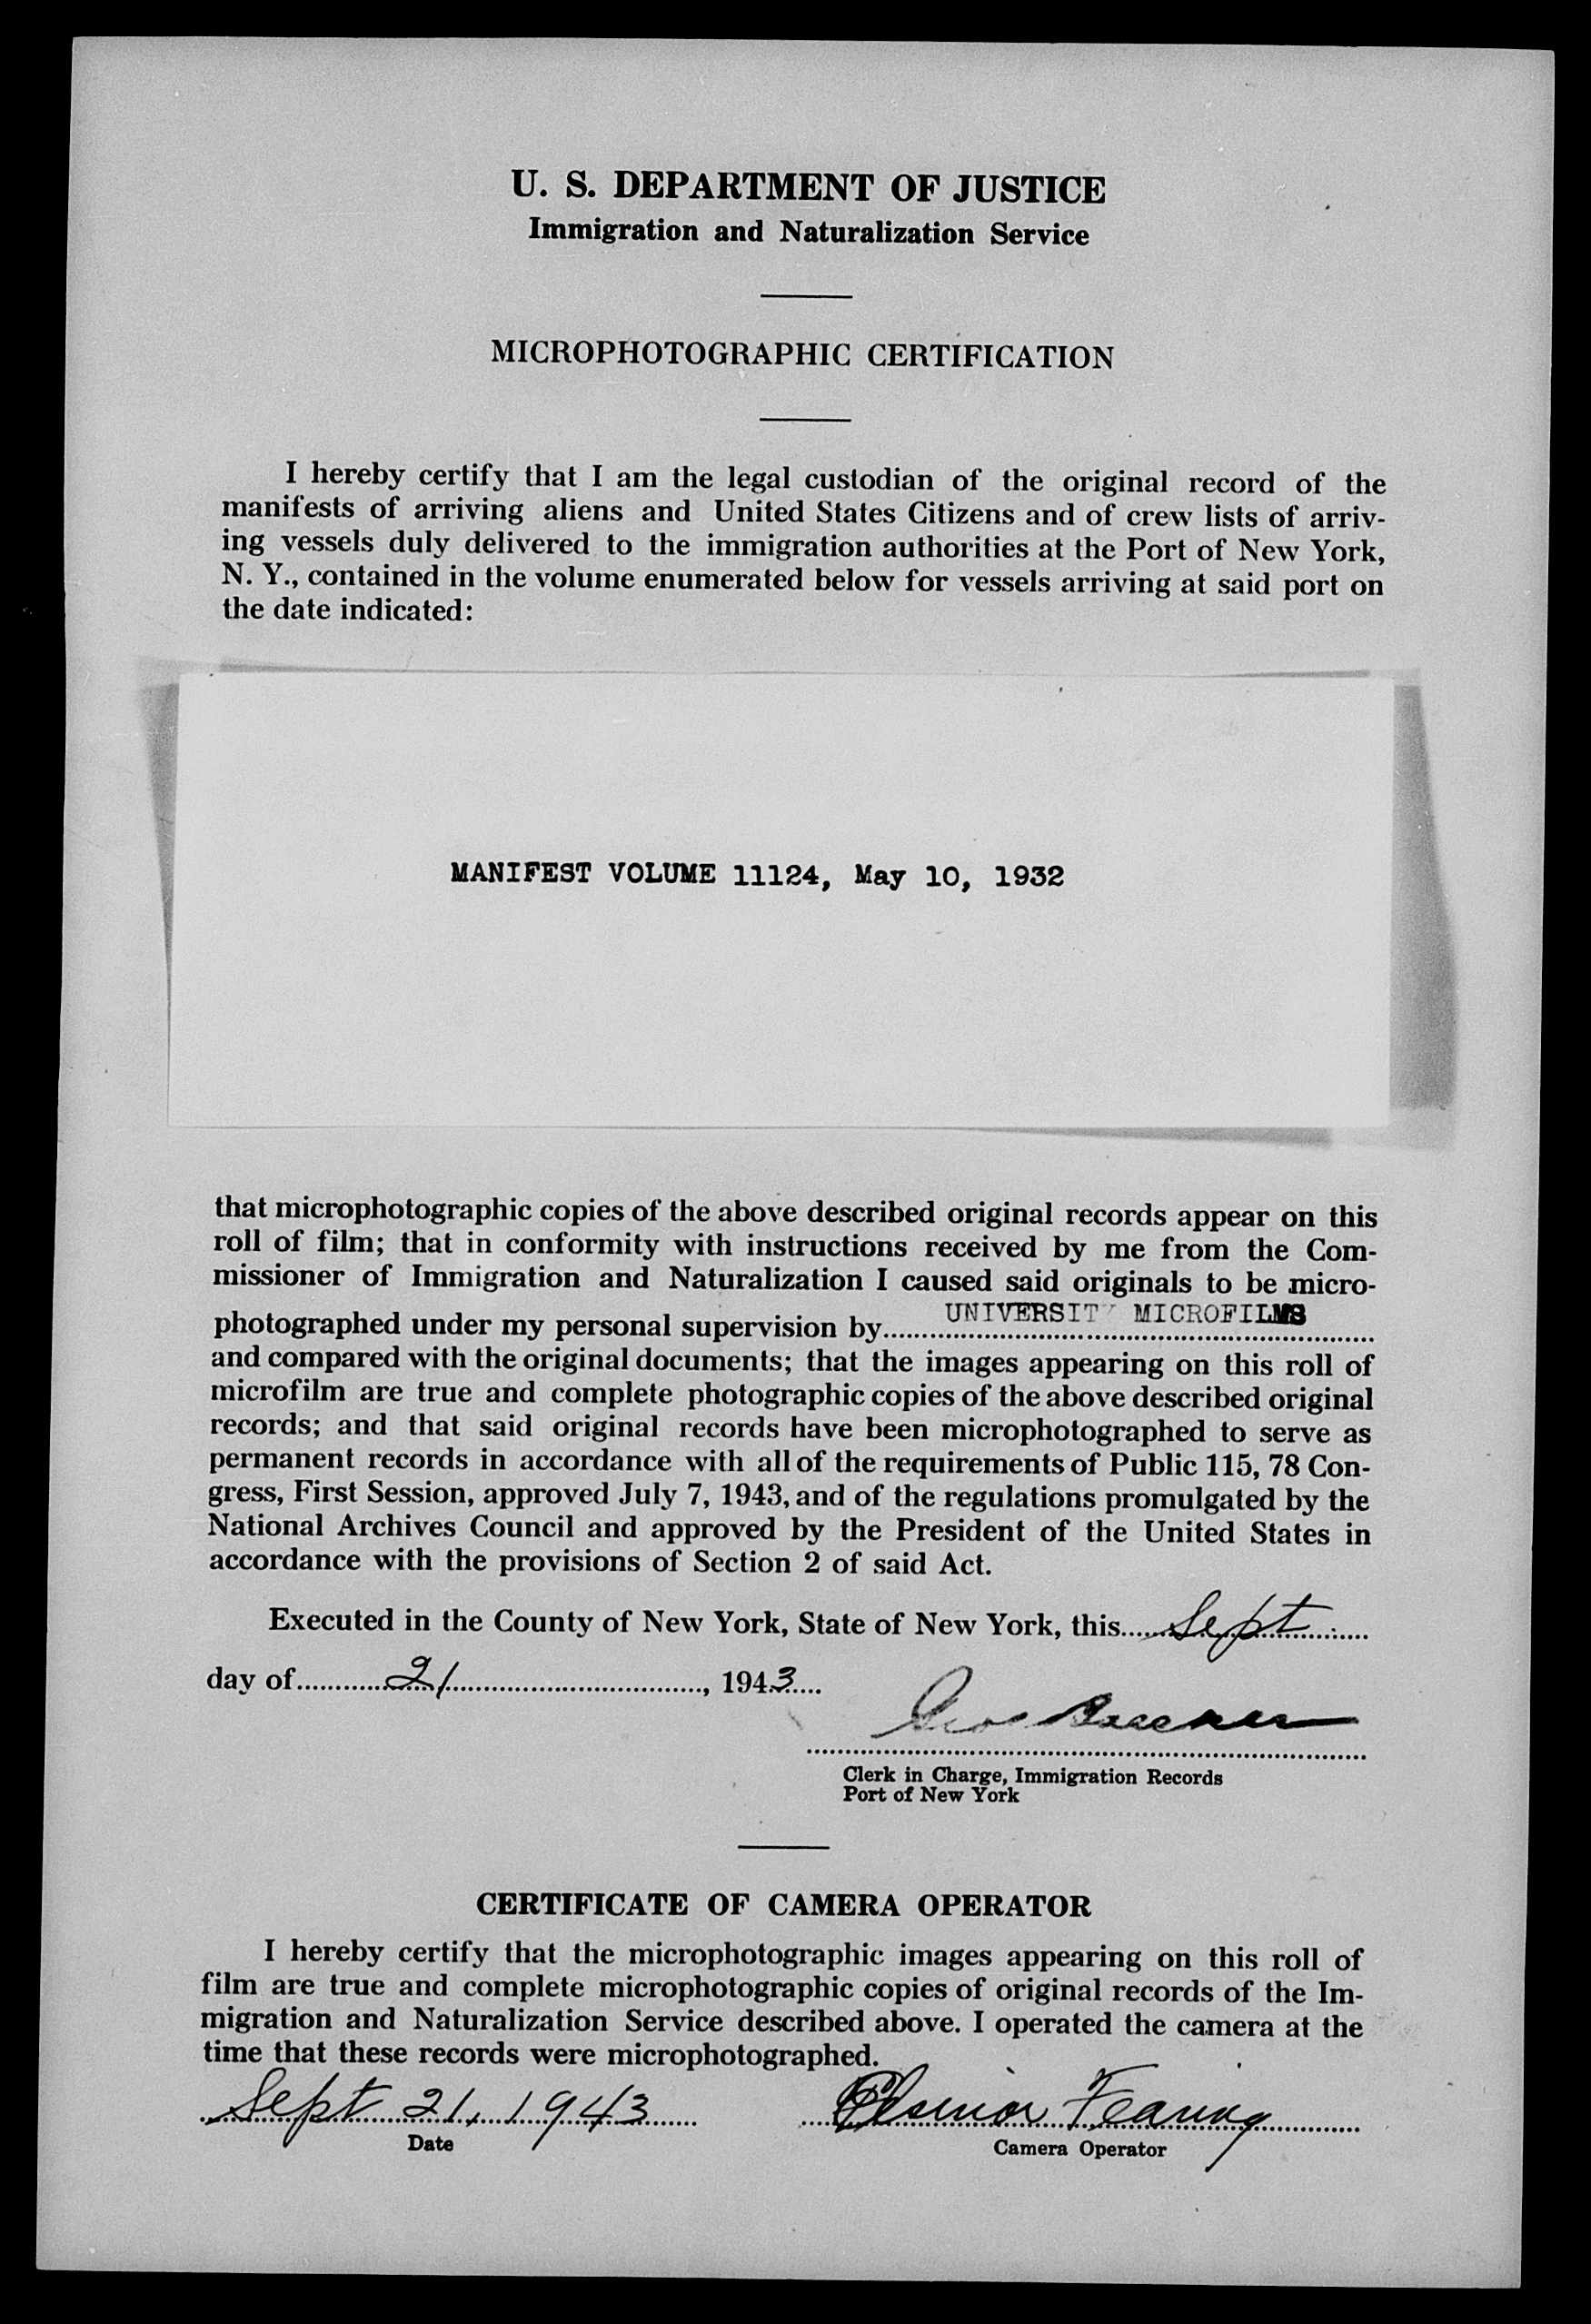 U. S. DEPARTMENT OF JUSTICE
Immigration and Naturalization Service
MICROPHOTOGRAPHIC CERTIFICATION
I hereby certify that I am the legal custodian of the original record of the
manifests of arriving aliens and United States Citizens and of crew lists of arriv-
ing vessels duly delivered to the immigration authorities at the Port of New York,
N. Y., contained in the volume enumerated below for vessels arriving at said port on
the date indicated:
MANIFEST VOLUME 11124, May 10, 1932
that microphotographic copies of the above described original records appear on this
roll of film; that in conformity with instructions received by me from the Com-
missioner of Immigration and Naturalization I caused said originals to be micro-
photographed under my personal supervision by UNIVERSITY MICROFILMS
and compared with the original documents; that the images appearing on this roll of
microfilm are true and complete photographic copies of the above described original
records; and that said original records have been microphotographed to serve as
permanent records in accordance with all of the requirements of Public 115, 78 Con-
gress, First Session, approved July 7, 1943, and of the regulations promulgated by the
National Archives Council and approved by the President of the United States in
accordance with the provisions of Section 2 of said Act.
Executed in the County of New York, State of New York, this Sept
day of 21, 1943
Geo
Clerk in Charge, Immigration Records
Port of New York
CERTIFICATE OF CAMERA OPERATOR
I hereby certify that the microphotographic images appearing on this roll of
film are true and complete microphotographic copies of original records of the Im-
migration and Naturalization Service described above. I operated the camera at the
time that these records were microphotographed.
Sept 21, 1943 Fearing
Date
Camera Operator